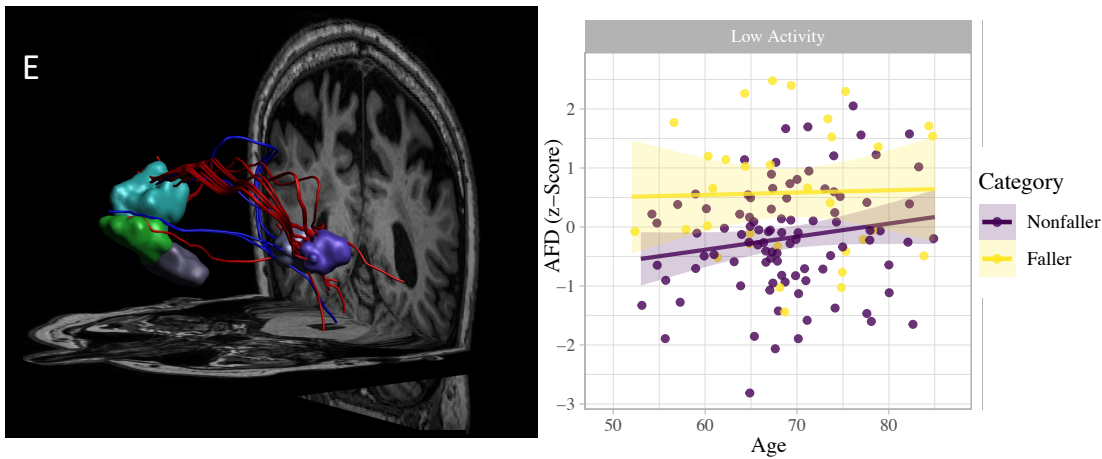 E
Low Activity
AFD (z−Score)
2
1
0
−1
−2
−3
50
60
70
80
Age
Category
Nonfaller
Faller